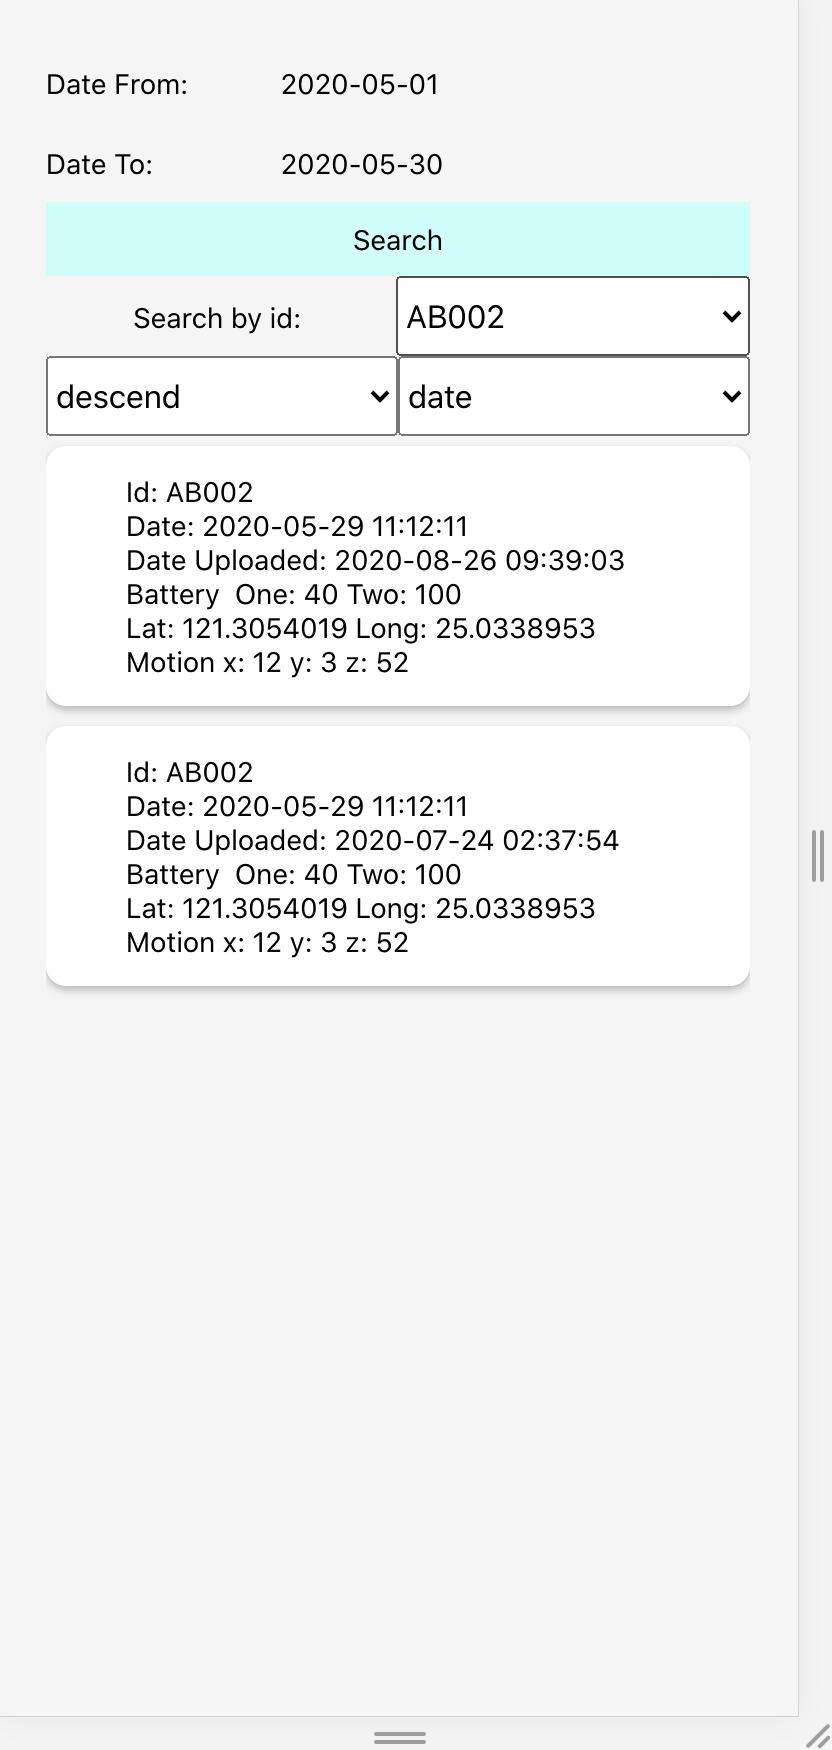 Date From: 2020-05-01
Date To: 2020-05-30
Search
Search by id: AB002
descend date
Id: AB002
Date: 2020-05-29 11:12:11
Date Uploaded: 2020-08-26 09:39:03
Battery  One: 40 Two: 100
Lat: 121.3054019 Long: 25.0338953
Motion x: 12 y: 3 z: 52
Id: AB002
Date: 2020-05-29 11:12:11
Date Uploaded: 2020-07-24 02:37:54
Battery  One: 40 Two: 100
Lat: 121.3054019 Long: 25.0338953
Motion x: 12 y: 3 z: 52